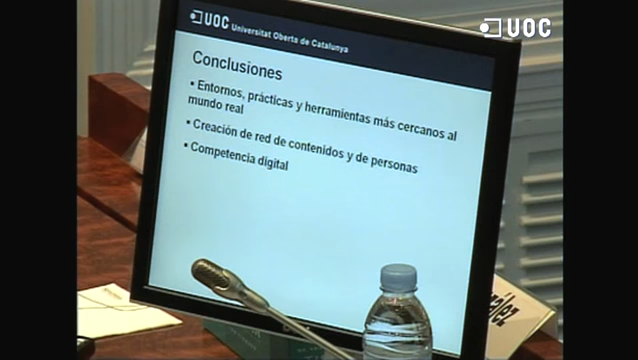 UOC
UOC Universitat Oberta de Catalunya
Conclusiones
▪ Entornos, prácticas y herramientas más cercanos al
mundo real
▪ Creación de red de contenidos y de personas
▪ Competencia digital